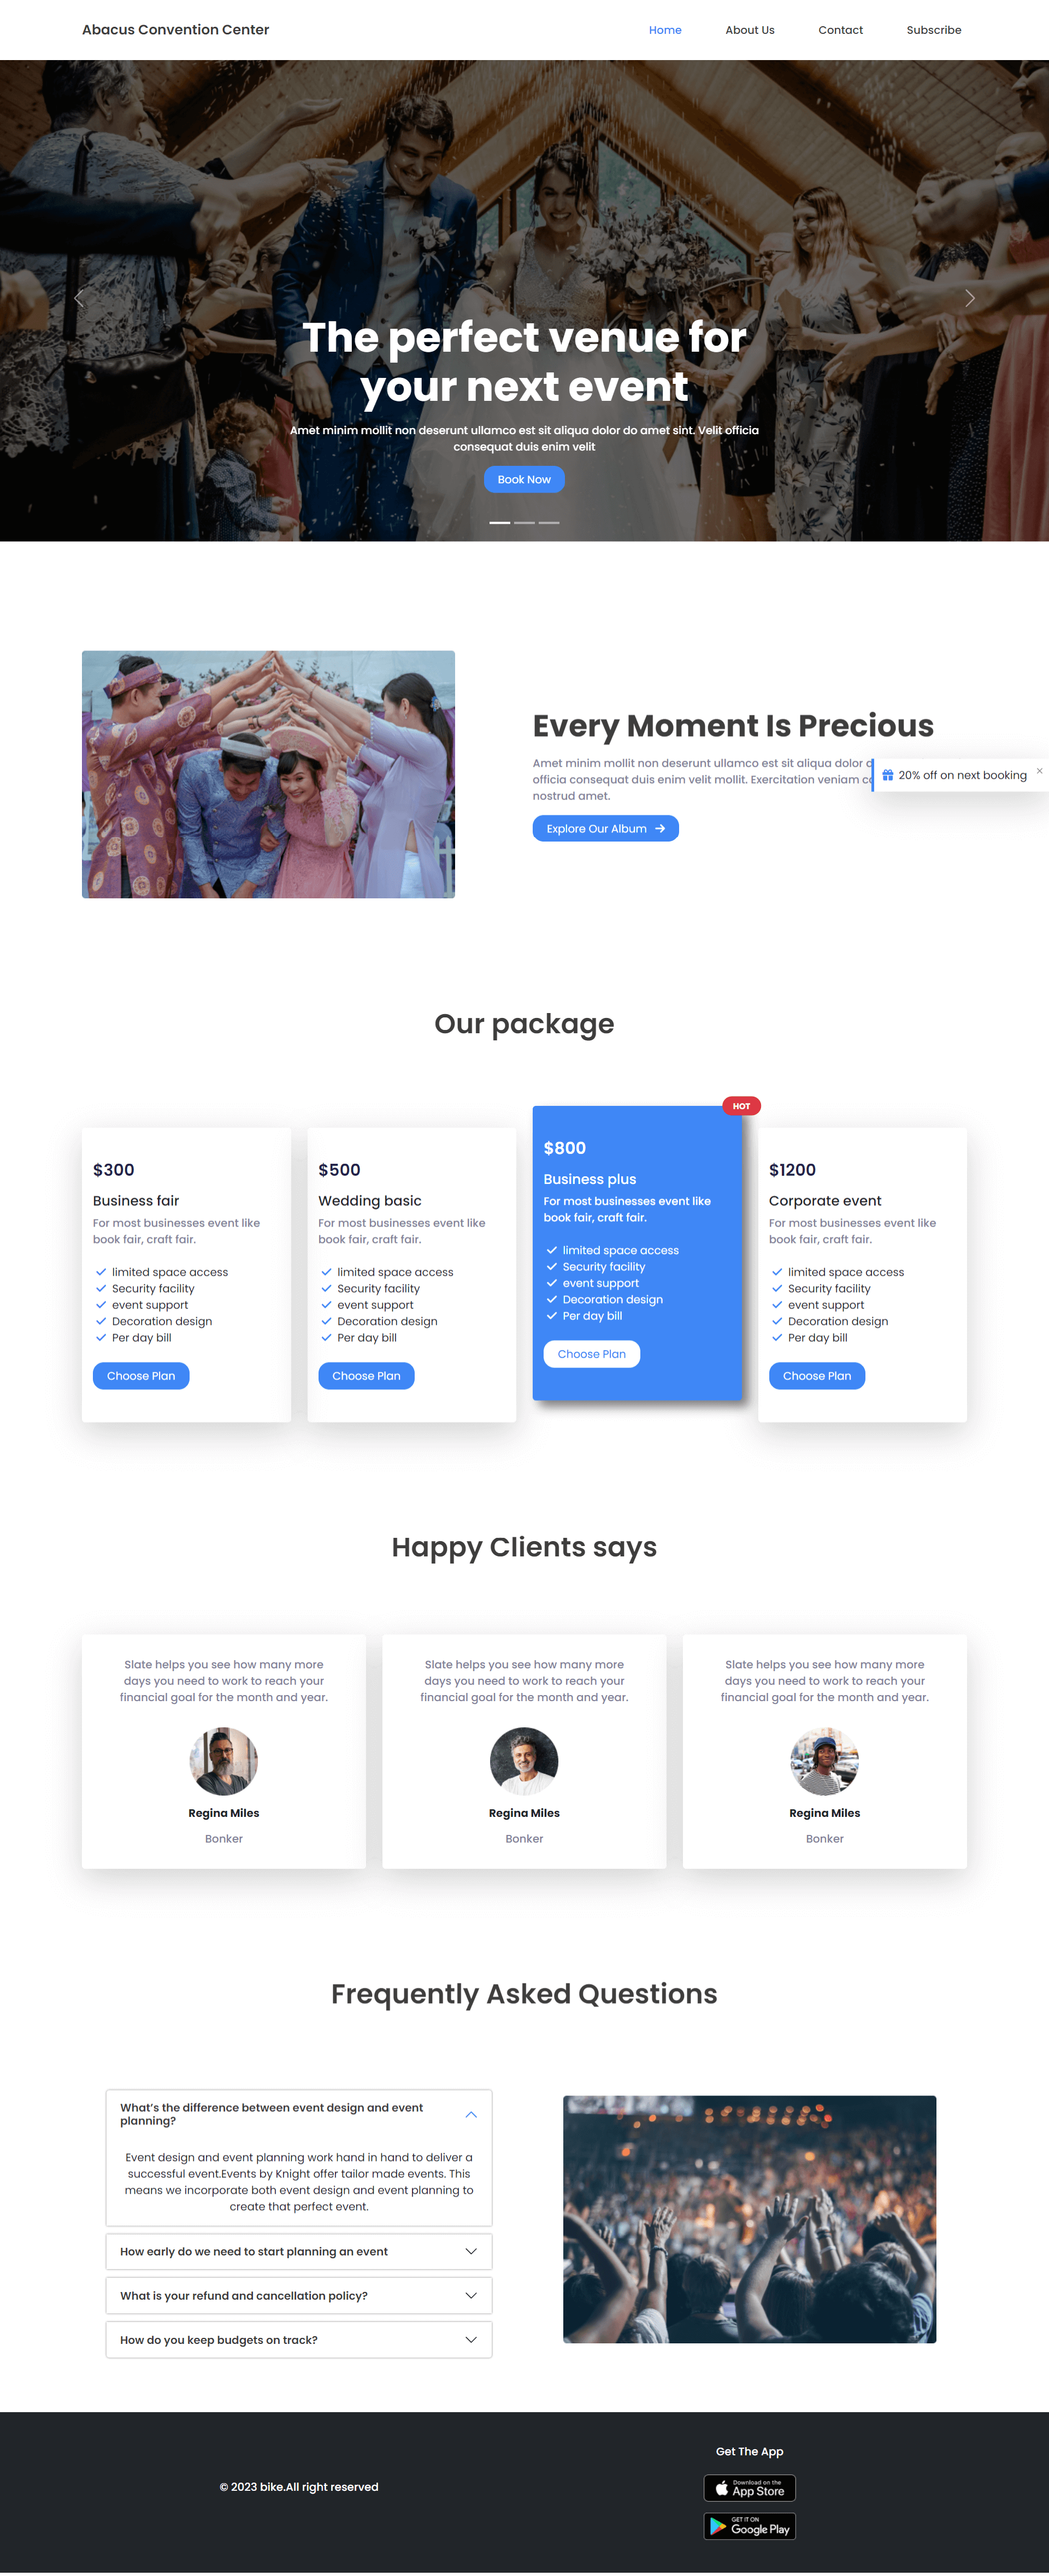 Abacus Convention Center
Home
About Us
Contact
Subscribe
The perfect venue for
your next event
Amet minim mollit non deserunt ullamco est sit aliqua dolor do amet sint. Velit officia
consequat duis enim velit
Book Now
Every Moment Is Precious
Amet minim mollit non deserunt ullamco est sit aliqua dolor
officia consequat duis enim velit mollit. Exercitation veniam
nostrud amet.
20% off on next booking
Explore Our Album
Our package
$300
Business fair
For most businesses event like
book fair, craft fair.
limited space access
Security facility
event support
Decoration design
Per day bill
Choose Plan
$500
Wedding basic
For most businesses event like
book fair, craft fair.
limited space access
Security facility
event support
Decoration design
Per day bill
Choose Plan
HOT
$800
Business plus
For most businesses event like
book fair, craft fair.
limited space access
Security facility
event support
Decoration design
Per day bill
Choose Plan
$1200
Corporate event
For most businesses event like
book fair, craft fair.
limited space access
Security facility
event support
Decoration design
Per day bill
Choose Plan
Happy Clients says
Slate helps you see how many more
days you need to work to reach your
financial goal for the month and year.
Regina Miles
Bonker
Slate helps you see how many more
days you need to work to reach your
financial goal for the month and year.
Regina Miles
Bonker
Slate helps you see how many more
days you need to work to reach your
financial goal for the month and year.
Regina Miles
Bonker
Frequently Asked Questions
What's the difference between event design and event
planning?
Event design and event planning work hand in hand to deliver a
successful event.Events by Knight offer tailor made events. This
means we incorporate both event design and event planning to
create that perfect event.
How early do we need to start planning an event
What is your refund and cancellation policy?
How do you keep budgets on track?
© 2023 bike.All right reserved
Get The App
Download on the
App Store
GET IT ON
Google Play